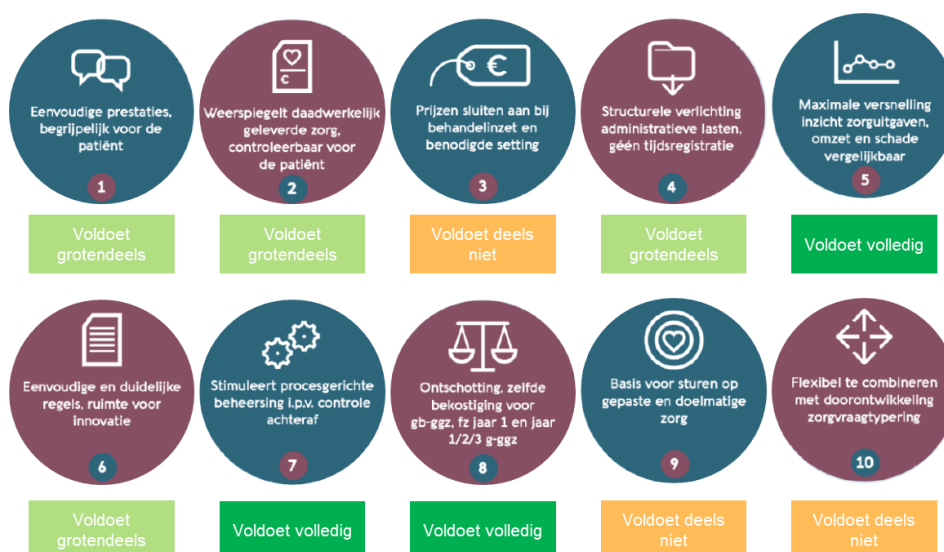 Eenvoudige prestaties,
begrijpelijk voor de
patiënt
1
Voldoet
grotendeels
€
Weerspiegelt daadwerkelijk
geleverde zorg,
controleerbaar voor
de patiënt
2
Voldoet
grotendeels
€
Prijzen sluiten aan bij
behandelinzet en
benodigde setting
3
Voldoet deels
niet
Structurele verlichting
administratieve lasten,
géén tijdsregistratie
4
Voldoet
grotendeels
Maximale versnelling
inzicht zorguitgaven,
omzet en schade
vergelijkbaar
5
Voldoet volledig
Eenvoudige en duidelijke
regels, ruimte voor
innovatie
6
Voldoet
grotendeels
Stimuleert procesgerichte
beheersing i.p.v. controle
achteraf
7
Voldoet volledig
Ontschotting, zelfde
bekostiging voor
gb-ggz, fz jaar 1 en jaar
1/2/3 g-ggz
8
Voldoet volledig
Basis voor sturen op
gepaste en doelmatige
zorg
9
Voldoet deels
niet
Flexibel te combineren
met doorontwikkeling
zorgvraagtypering
10
Voldoet deels
niet